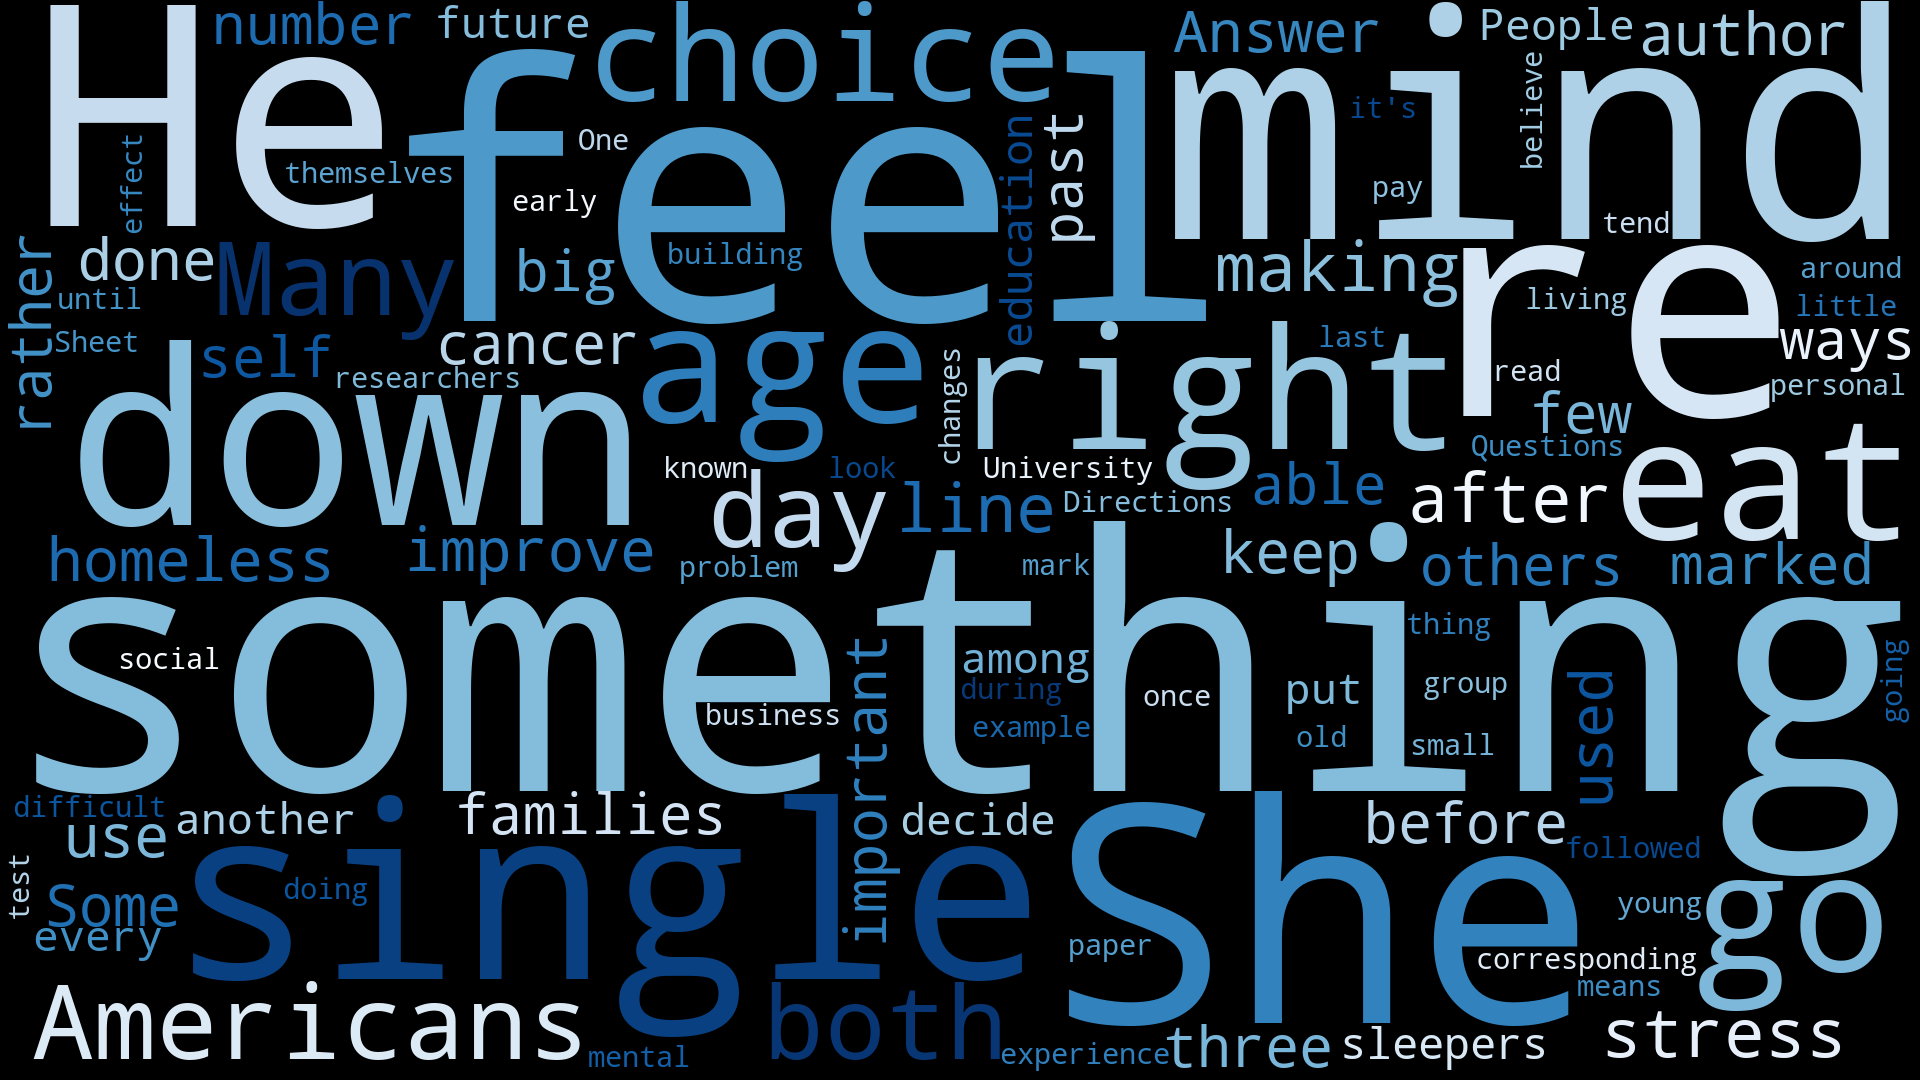 He
number
future
choice
Answer
People
author
feel
mind
it's
believe
effect
themselves
One
early
education
past
pay
tend
done
Many
big
building
making
re
around
rather
until
living
little
Sheet
self
cancer
age
changes
right
last
ways
researchers
read
personal
down
few
Questions
eat
known
look
University
day
line
Directions
able
after
homeless
improve
problem
mark
keep
others
marked
something
social
important
among
thing
during
once
put
group
used
going
business
example
old
small
difficult
use
another
families
decide
before
followed
test
Some
doing
single
She
young
go
every
paper
corresponding
means
Americans
both
mental
experience
three
sleepers
stress